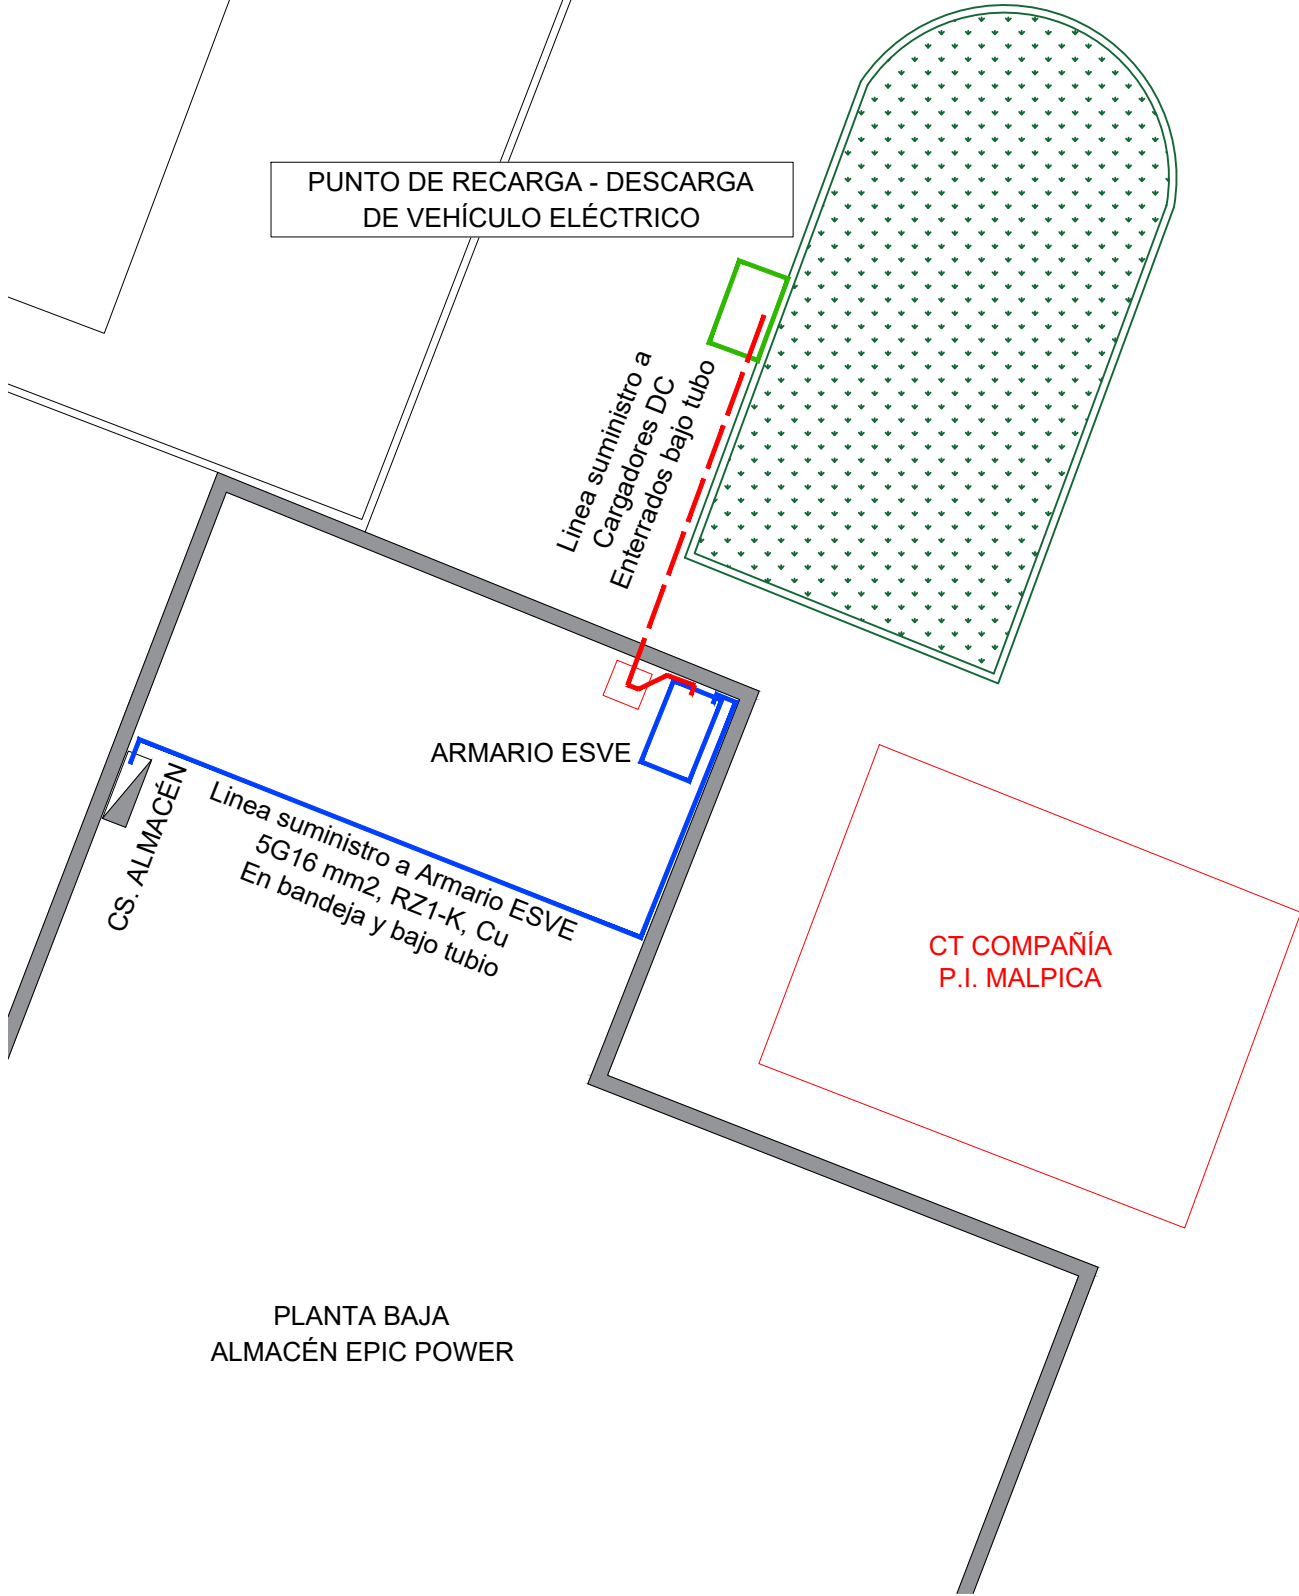 PUNTO DE RECARGA - DESCARGA
DE VEHÍCULO ELÉCTRICO
Linea suministro a
Cargadores DC
Enterrados bajo tubo
ARMARIO ESVE
CS. ALMACÉN
Linea suministro a Armario ESVE
5G16 mm2, RZ1-K, Cu
En bandeja y bajo tubio
CT COMPAÑÍA
P.I. MALPICA
PLANTA BAJA
ALMACÉN EPIC POWER